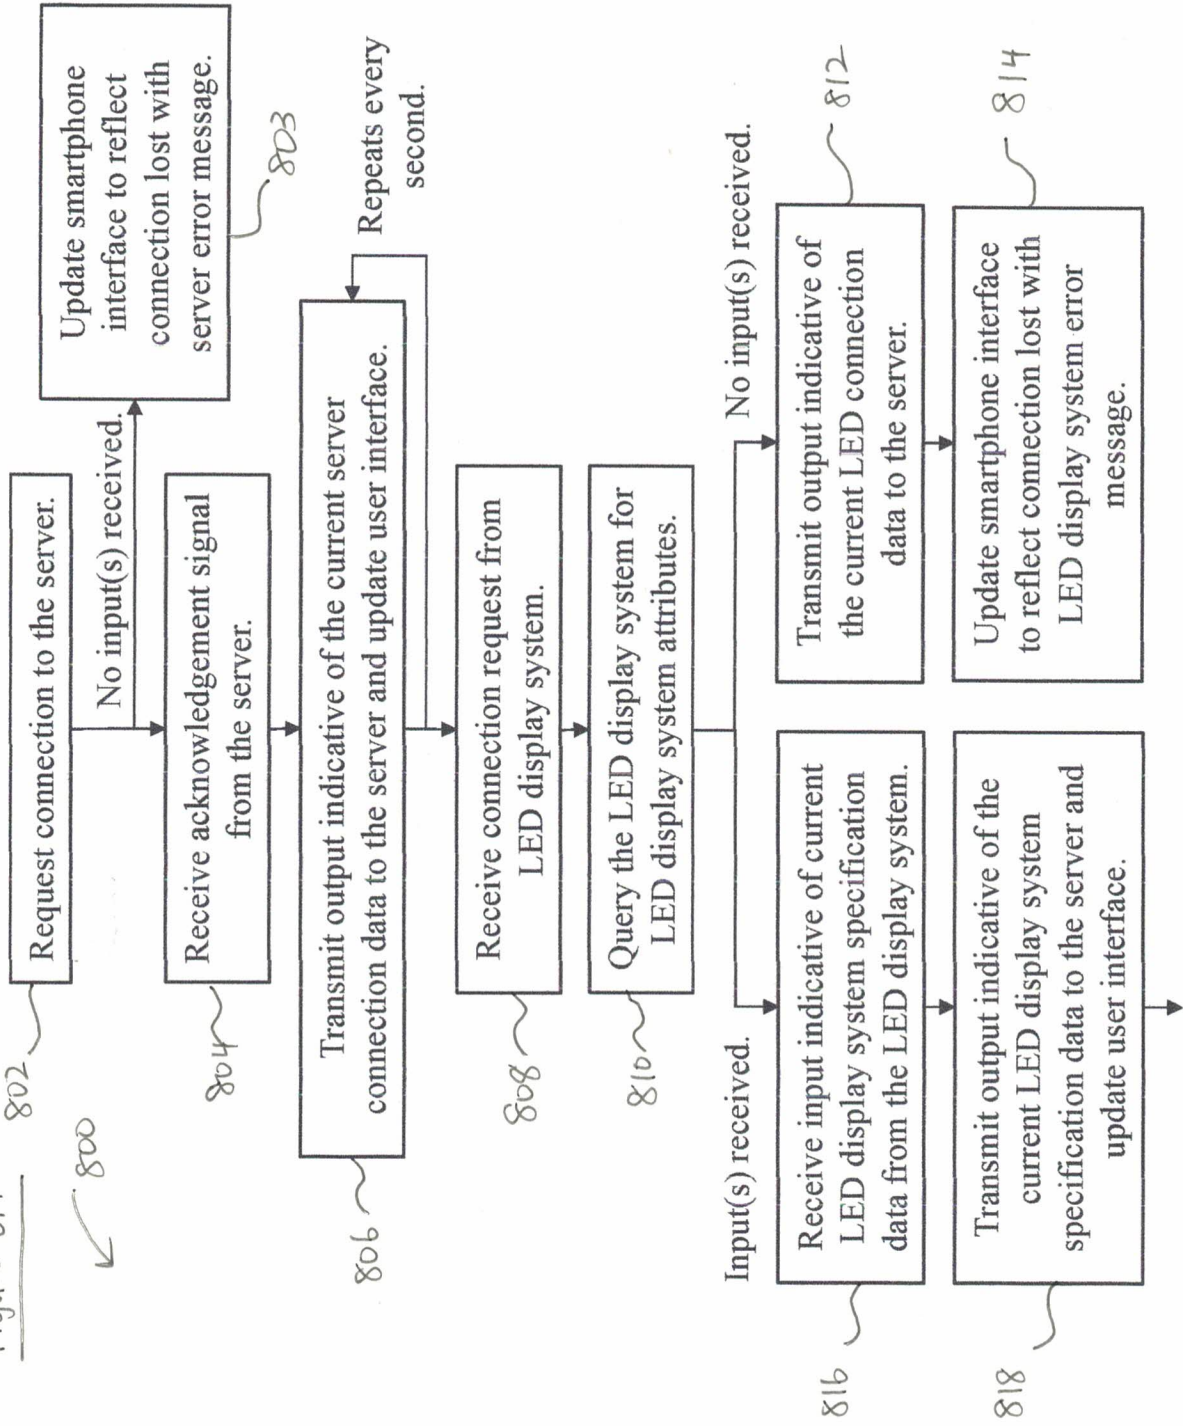 800
802
Request connection to the server.
No input(s) received.
Update smartphone
interface to reflect
connection lost with
server error message.
803
804
Receive acknowledgement signal
from the server.
806
Transmit output indicative of the current server
connection data to the server and update user interface.
Repeats every
second.
808
Receive connection request from
LED display system.
810
Query the LED display system for
LED display system attributes.
Input(s) received.
No input(s) received.
816
Receive input indicative of current
LED display system specification
data from the LED display system.
Transmit output indicative of
the current LED connection
data to the server.
812
818
Transmit output indicative of the
current LED display system
specification data to the server and
update user interface.
Update smartphone interface
to reflect connection lost with
LED display system error
message.
814